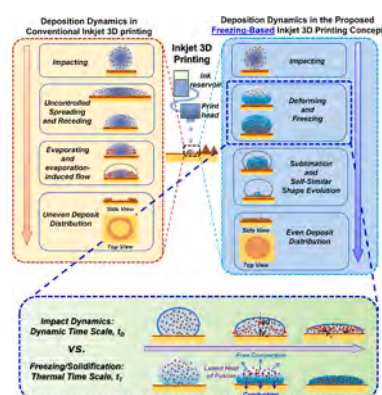 Deposition Dynamics in
Conventional Inkjet 3D printing
Impacting
Uncontrolled
Spreading and
Receding
Evaporating
and
evaporation-
induced flow
Uneven Deposit
Distribution
Side View
Top View
Inkjet 3D
Printing
Ink
reservoir
Print
head
Deposition Dynamics in the Proposed
Freezing-Based Inkjet 3D Printing Concept
Impacting
Deforming
and
Freezing
Sublimation
and
Self-Similar
Shape Evolution
Side
View
Top View
Even Deposit
Distribution
Impact Dynamics:
Dynamic Time Scale, tD
VS.
Freezing/Solidification:
Thermal Time Scale, tT
Free Convection
Latent Heat
of Fusion
Conduction